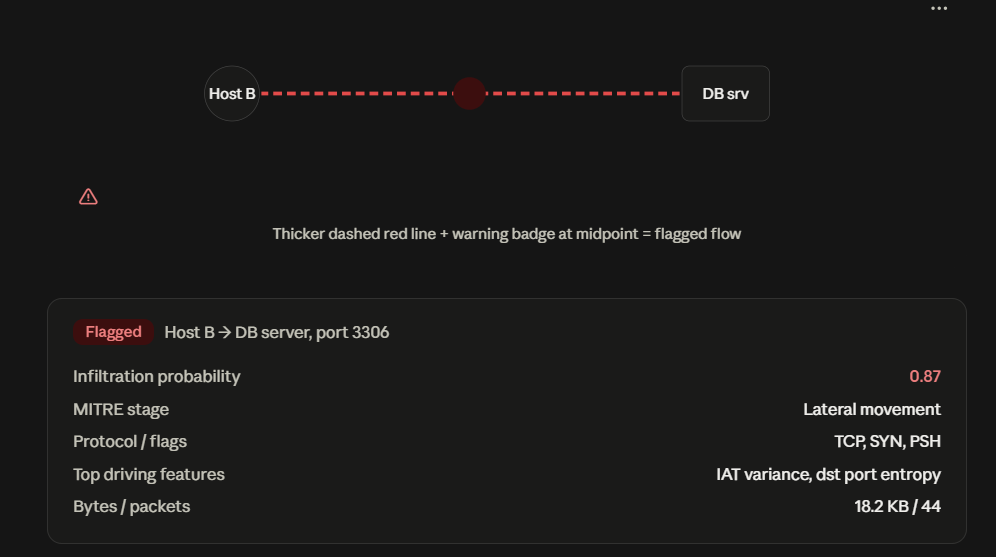 Host B
DB srv
Thicker dashed red line + warning badge at midpoint = flagged flow
Flagged Host B → DB server, port 3306
Infiltration probability 0.87
MITRE stage Lateral movement
Protocol / flags TCP, SYN, PSH
Top driving features IAT variance, dst port entropy
Bytes / packets 18.2 KB / 44